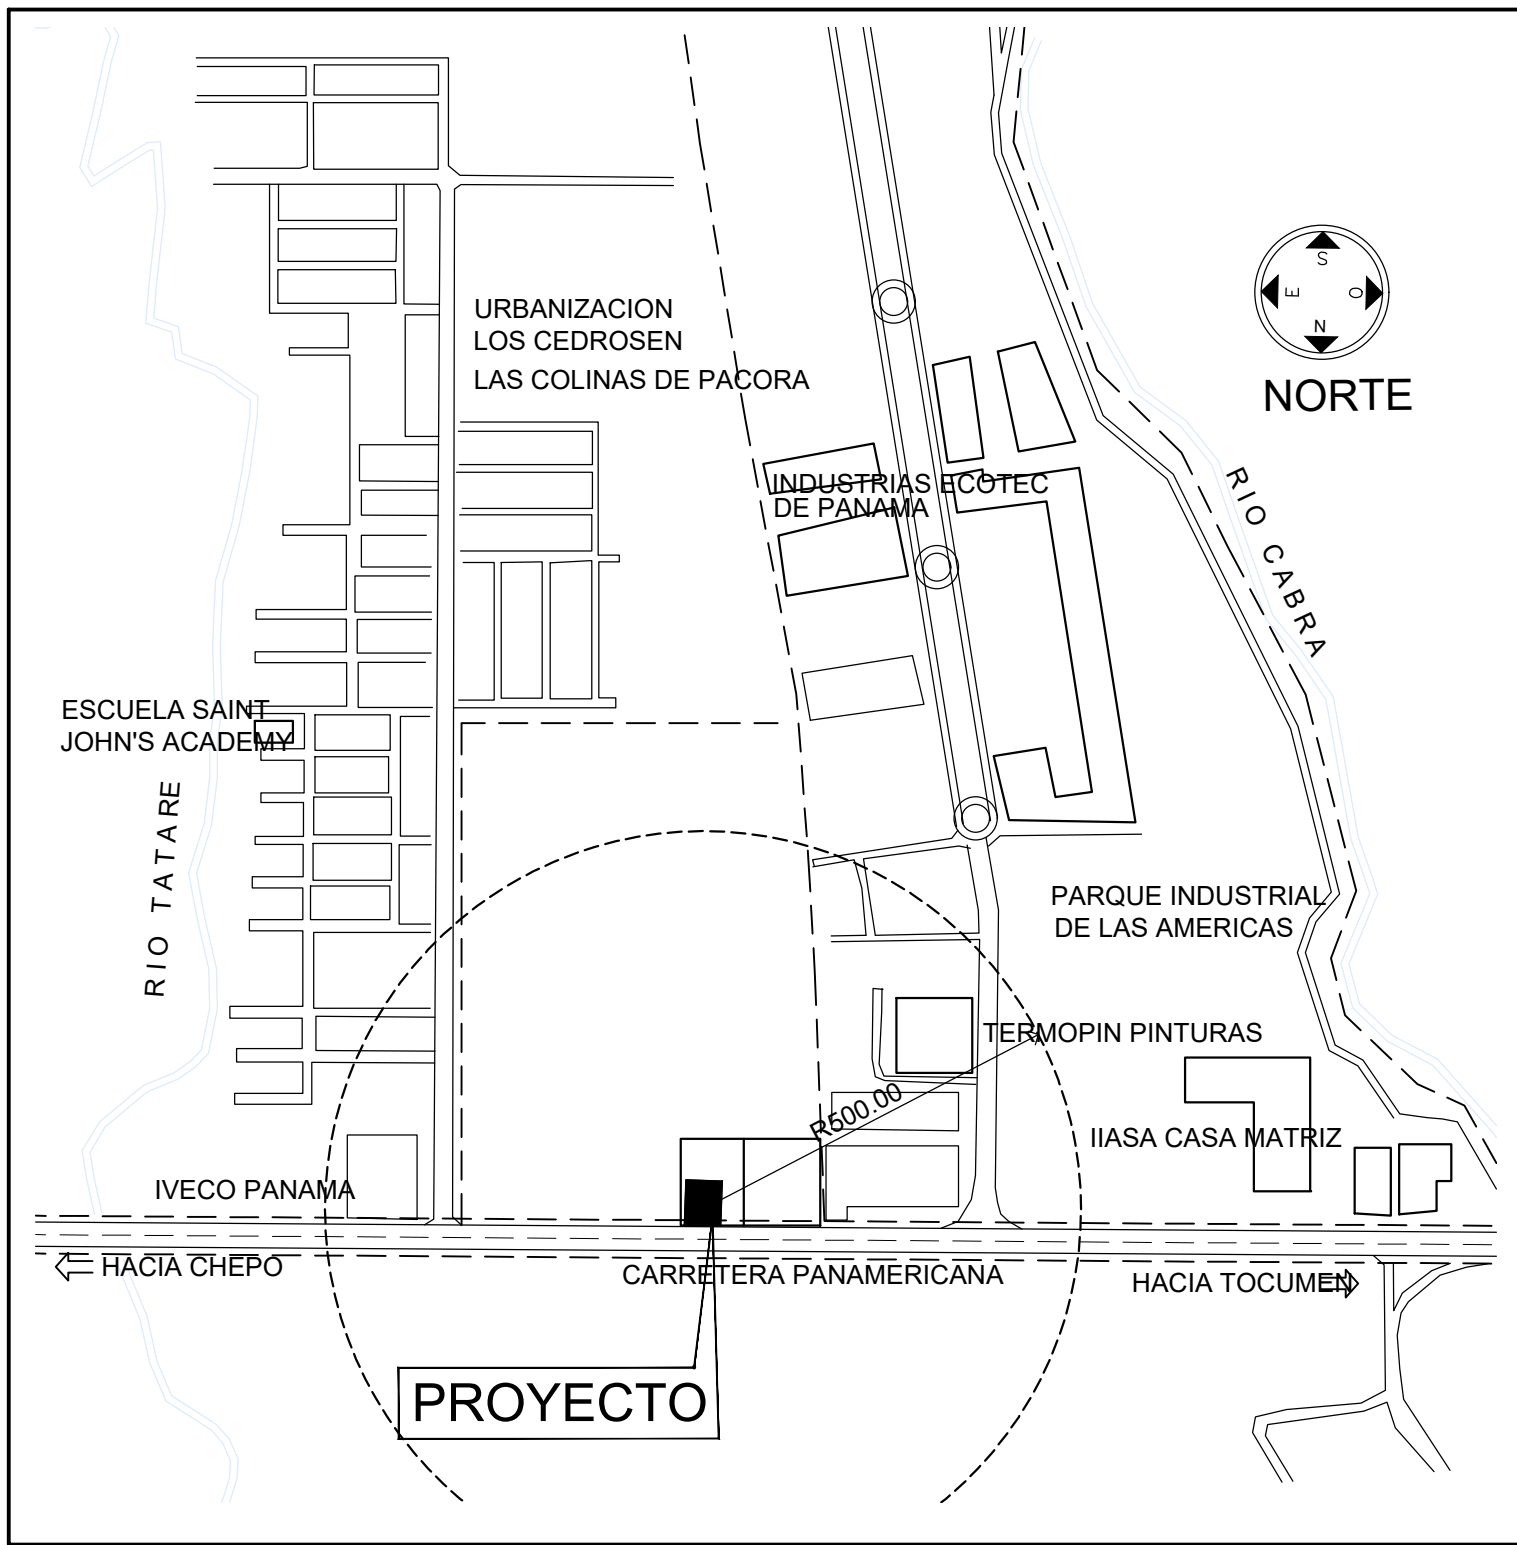 URBANIZACION
LOS CEDROSEN
LAS COLINAS DE PACORA
S
E
O
N
NORTE
INDUSTRIAS ECOTEC
DE PANAMA
RIO CABRA
ESCUELA SAINT
JOHN'S ACADEMY
RIO TATARE
PARQUE INDUSTRIAL
DE LAS AMERICAS
TERMOPIN PINTURAS
R500.00
IIASA CASA MATRIZ
IVECO PANAMA
HACIA CHEPO
CARRETERA PANAMERICANA
HACIA TOCUMEN
PROYECTO